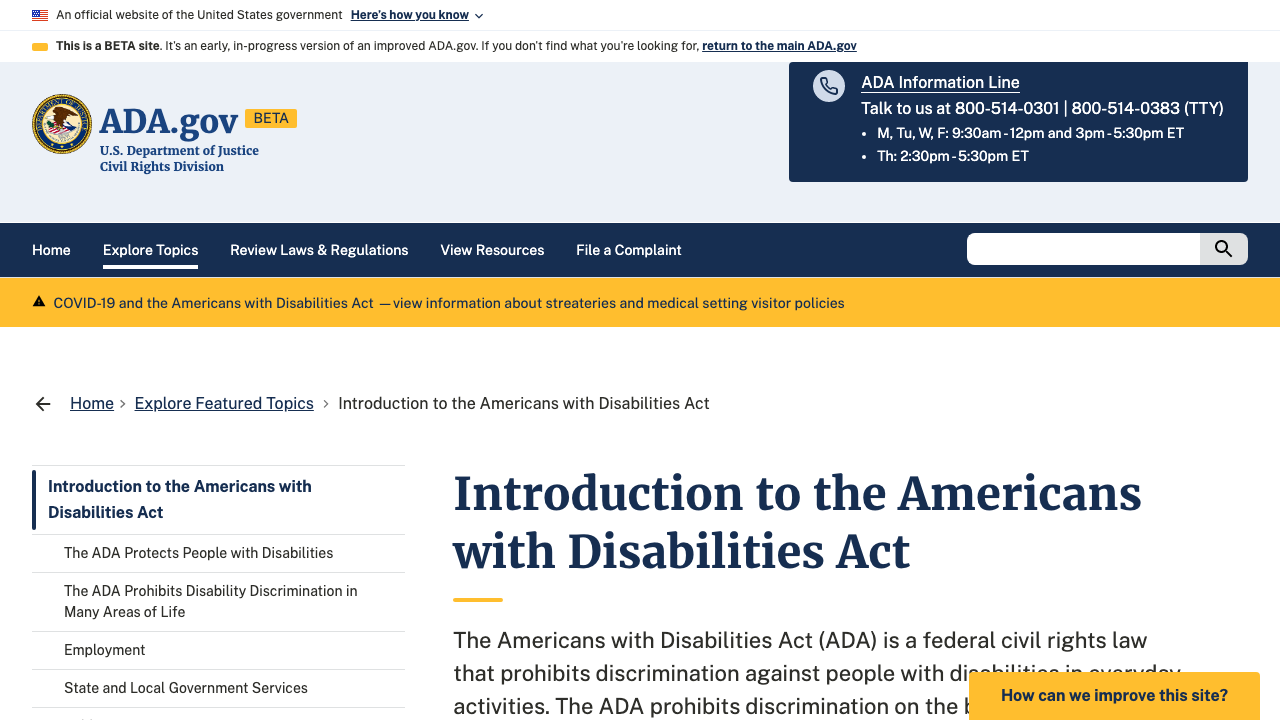 An official website of the United States government Here's how you know
This is a BETA site. It's an early, in-progress version of an improved ADA.gov. If you don't find what you're looking for, return to the main ADA.gov
ADA.gov BETA
U.S. Department of Justice
Civil Rights Division
ADA Information Line
Talk to us at 800-514-0301 | 800-514-0383 (TTY)
• M, Tu, W, F: 9:30am - 12pm and 3pm - 5:30pm ET
• Th: 2:30pm - 5:30pm ET
Home Explore Topics Review Laws & Regulations View Resources File a Complaint
COVID-19 and the Americans with Disabilities Act —view information about streateries and medical setting visitor policies
Home > Explore Featured Topics > Introduction to the Americans with Disabilities Act
Introduction to the Americans with
Disabilities Act
The ADA Protects People with Disabilities
The ADA Prohibits Disability Discrimination in
Many Areas of Life
Employment
State and Local Government Services
Introduction to the Americans
with Disabilities Act
The Americans with Disabilities Act (ADA) is a federal civil rights law
that prohibits discrimination against people with disabilities in everyday
activities. The ADA prohibits discrimination on the
How can we improve this site?